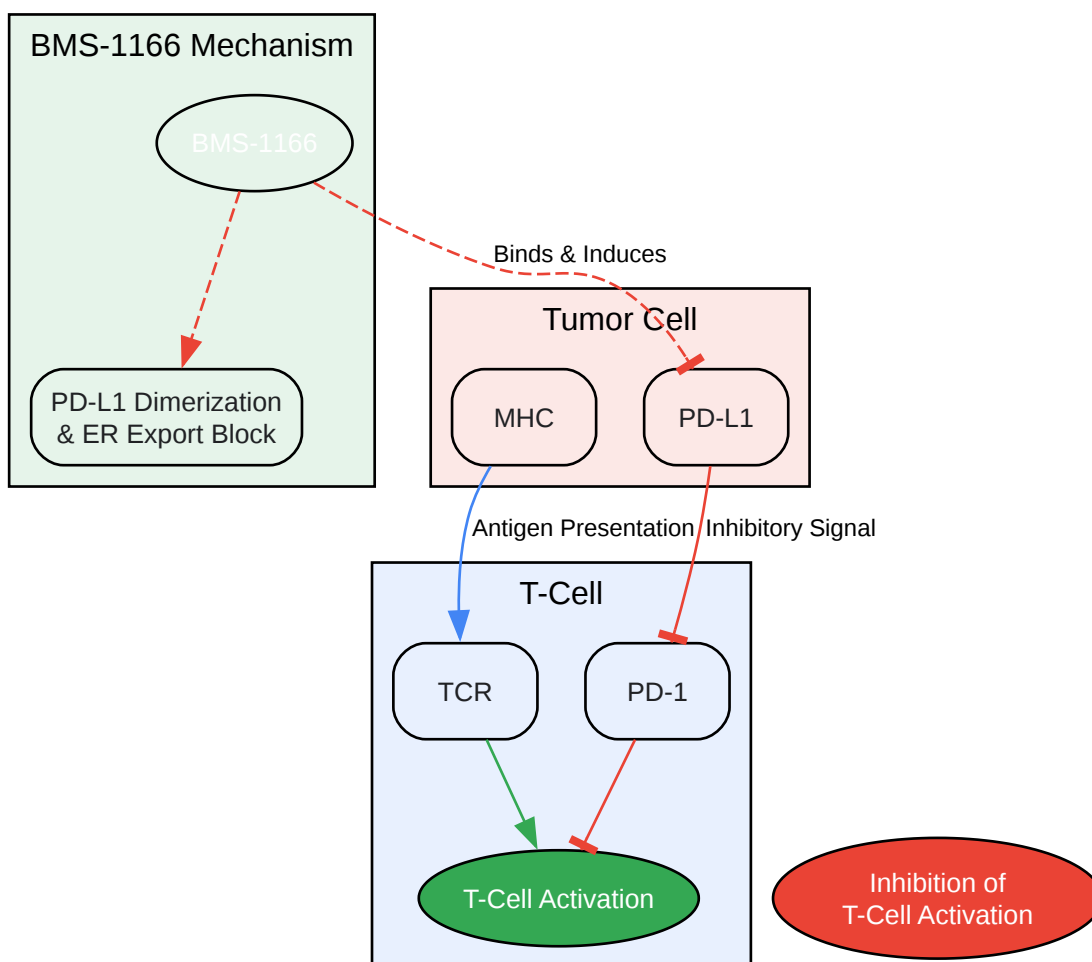 BMS-1166 Mechanism
BMS-1166
Binds & Induces
Tumor Cell
PD-L1 Dimerization
& ER Export Block
MHC
PD-L1
Antigen Presentation
Inhibitory Signal
T-Cell
TCR
PD-1
T-Cell Activation
Inhibition of
T-Cell Activation